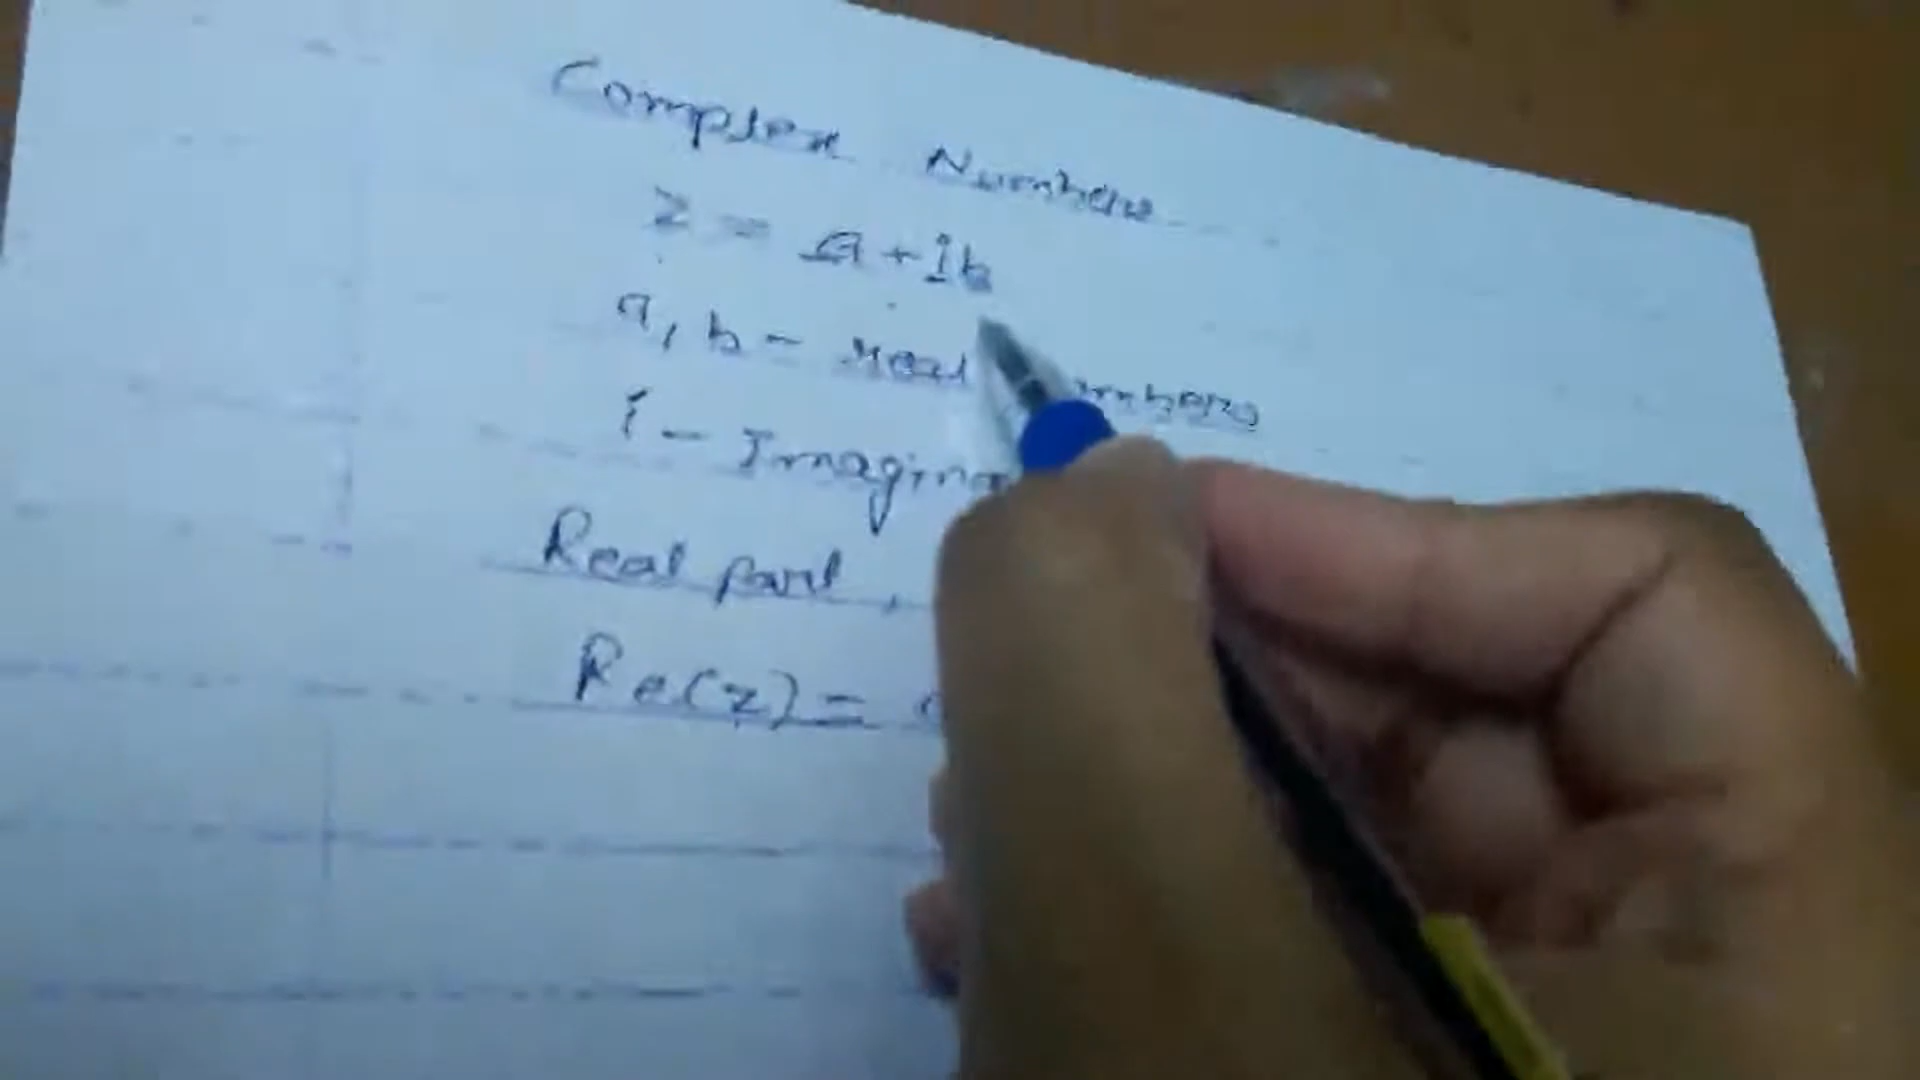 Complex Numbers
z = a + ib
a, b - real
i - Imagina
Real part,
Re(z) =